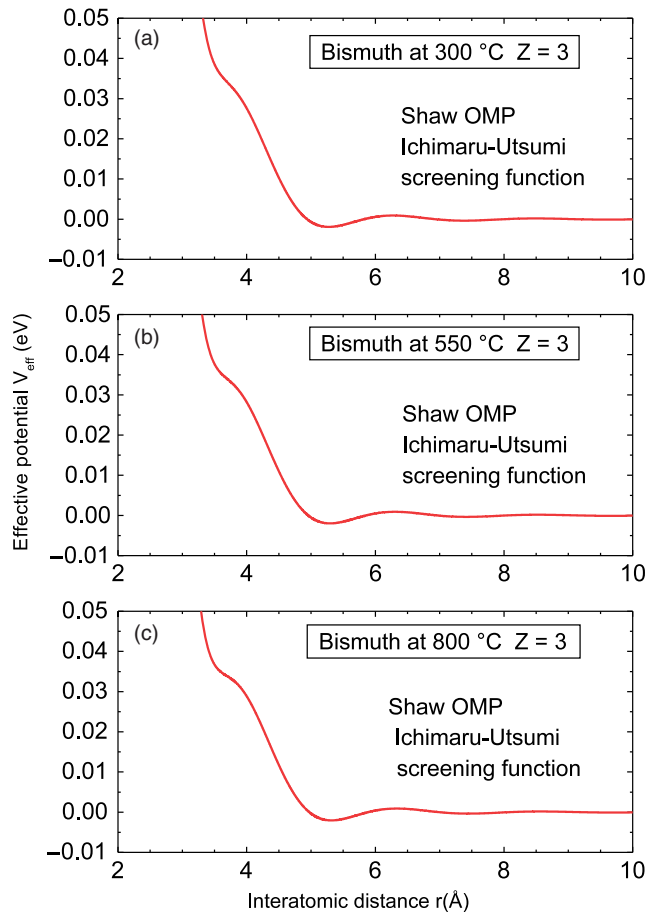 (a)
Bismuth at 300 °C Z = 3
Shaw OMP
Ichimaru-Utsumi
screening function
0.05
0.04
0.03
0.02
0.01
0.00
–0.01
2 4 6 8 10
(b)
Bismuth at 550 °C Z = 3
Shaw OMP
Ichimaru-Utsumi
screening function
0.05
0.04
0.03
0.02
0.01
0.00
–0.01
2 4 6 8 10
Effective potential V_eff (eV)
(c)
Bismuth at 800 °C Z = 3
Shaw OMP
Ichimaru-Utsumi
screening function
0.05
0.04
0.03
0.02
0.01
0.00
–0.01
2 4 6 8 10
Interatomic distance r(Å)